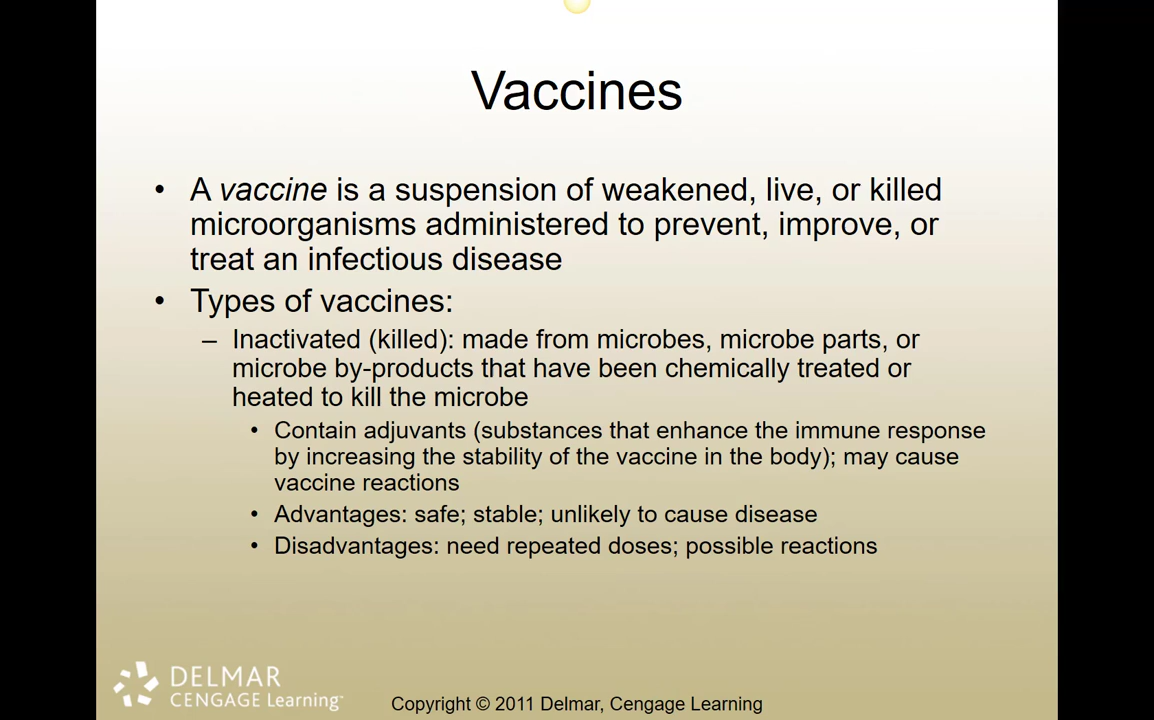 Vaccines
• A vaccine is a suspension of weakened, live, or killed
microorganisms administered to prevent, improve, or
treat an infectious disease
• Types of vaccines:
– Inactivated (killed): made from microbes, microbe parts, or
microbe by-products that have been chemically treated or
heated to kill the microbe
• Contain adjuvants (substances that enhance the immune response
by increasing the stability of the vaccine in the body); may cause
vaccine reactions
• Advantages: safe; stable; unlikely to cause disease
• Disadvantages: need repeated doses; possible reactions
DELMAR
CENGAGE Learning™
Copyright © 2011 Delmar, Cengage Learning